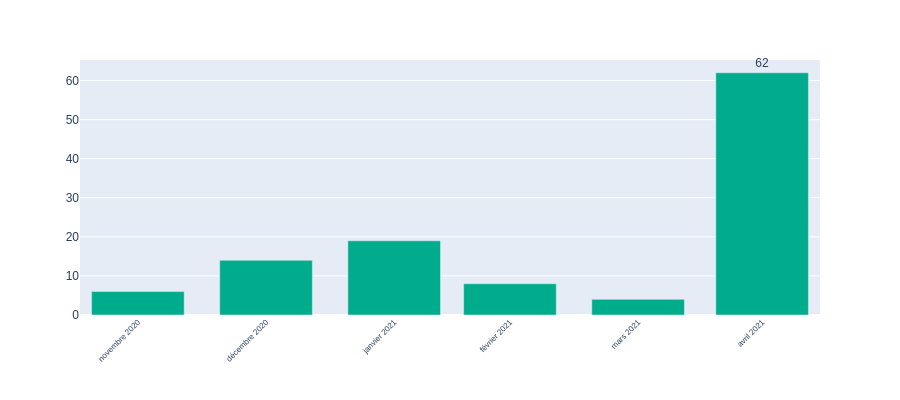 62
60
50
40
30
20
10
0
novembre 2020
décembre 2020
janvier 2021
février 2021
mars 2021
avril 2021